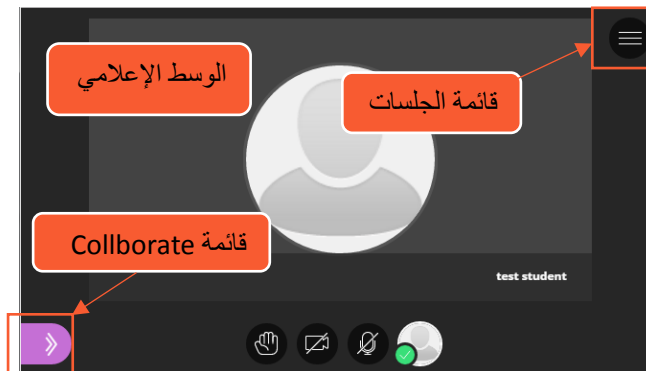 الوسط الإعلامي
قائمة الجلسات
قائمة Collborate
test student